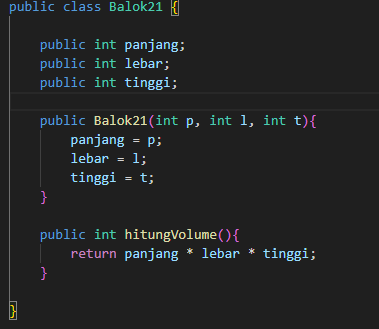 public class Balok21 {
public int panjang;
public int lebar;
public int tinggi;
public Balok21(int p, int l, int t){
panjang = p;
lebar = l;
tinggi = t;
}
public int hitungVolume(){
return panjang * lebar * tinggi;
}
}